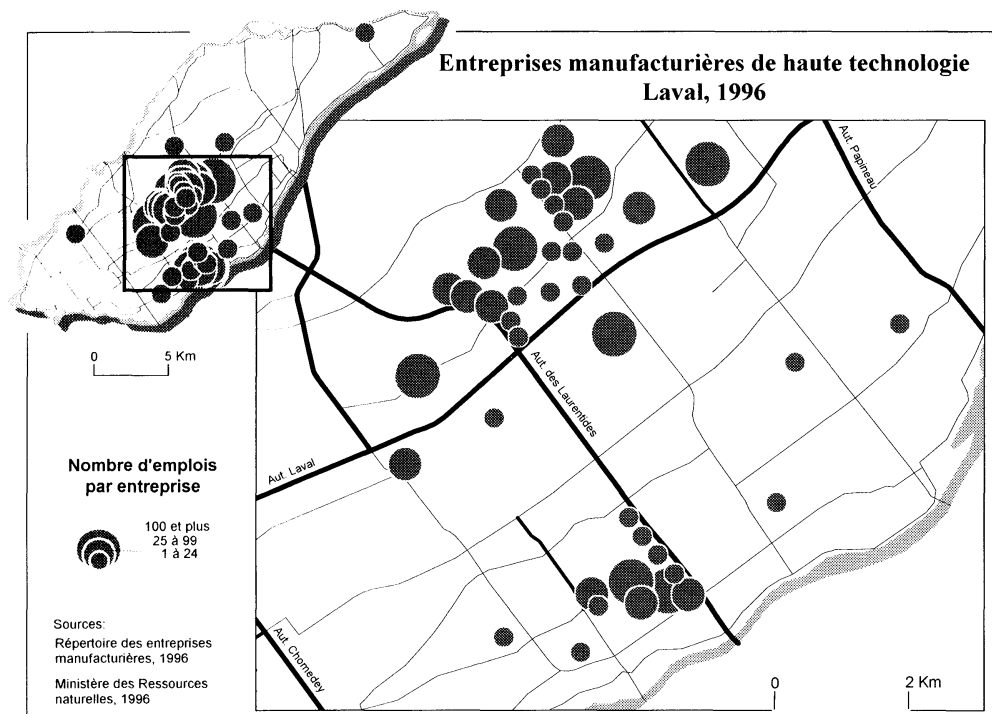 Entreprises manufacturières de haute technologie
Laval, 1996
Aut. Papineau
Aut. des Laurentides
Aut. Laval
Aut. Chomedey
0 5 Km
Nombre d'emplois
par entreprise
100 et plus
25 à 99
1 à 24
Sources:
Répertoire des entreprises
manufacturières, 1996
Ministère des Ressources
naturelles, 1996
0 2 Km